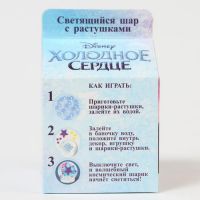 Светящийся шар
с растушками
Disney
ХОЛОДНОЕ
СЕРДЦЕ
КАК ИГРАТЬ:
1
Приготовьте
шарики-растушки,
залейте их водой.
2
Залейте
в баночку воду,
положите внутрь
декор, игрушку
и шарики-растушки.
3
Выключите свет,
и волшебный
космический шарик
начнёт светиться!